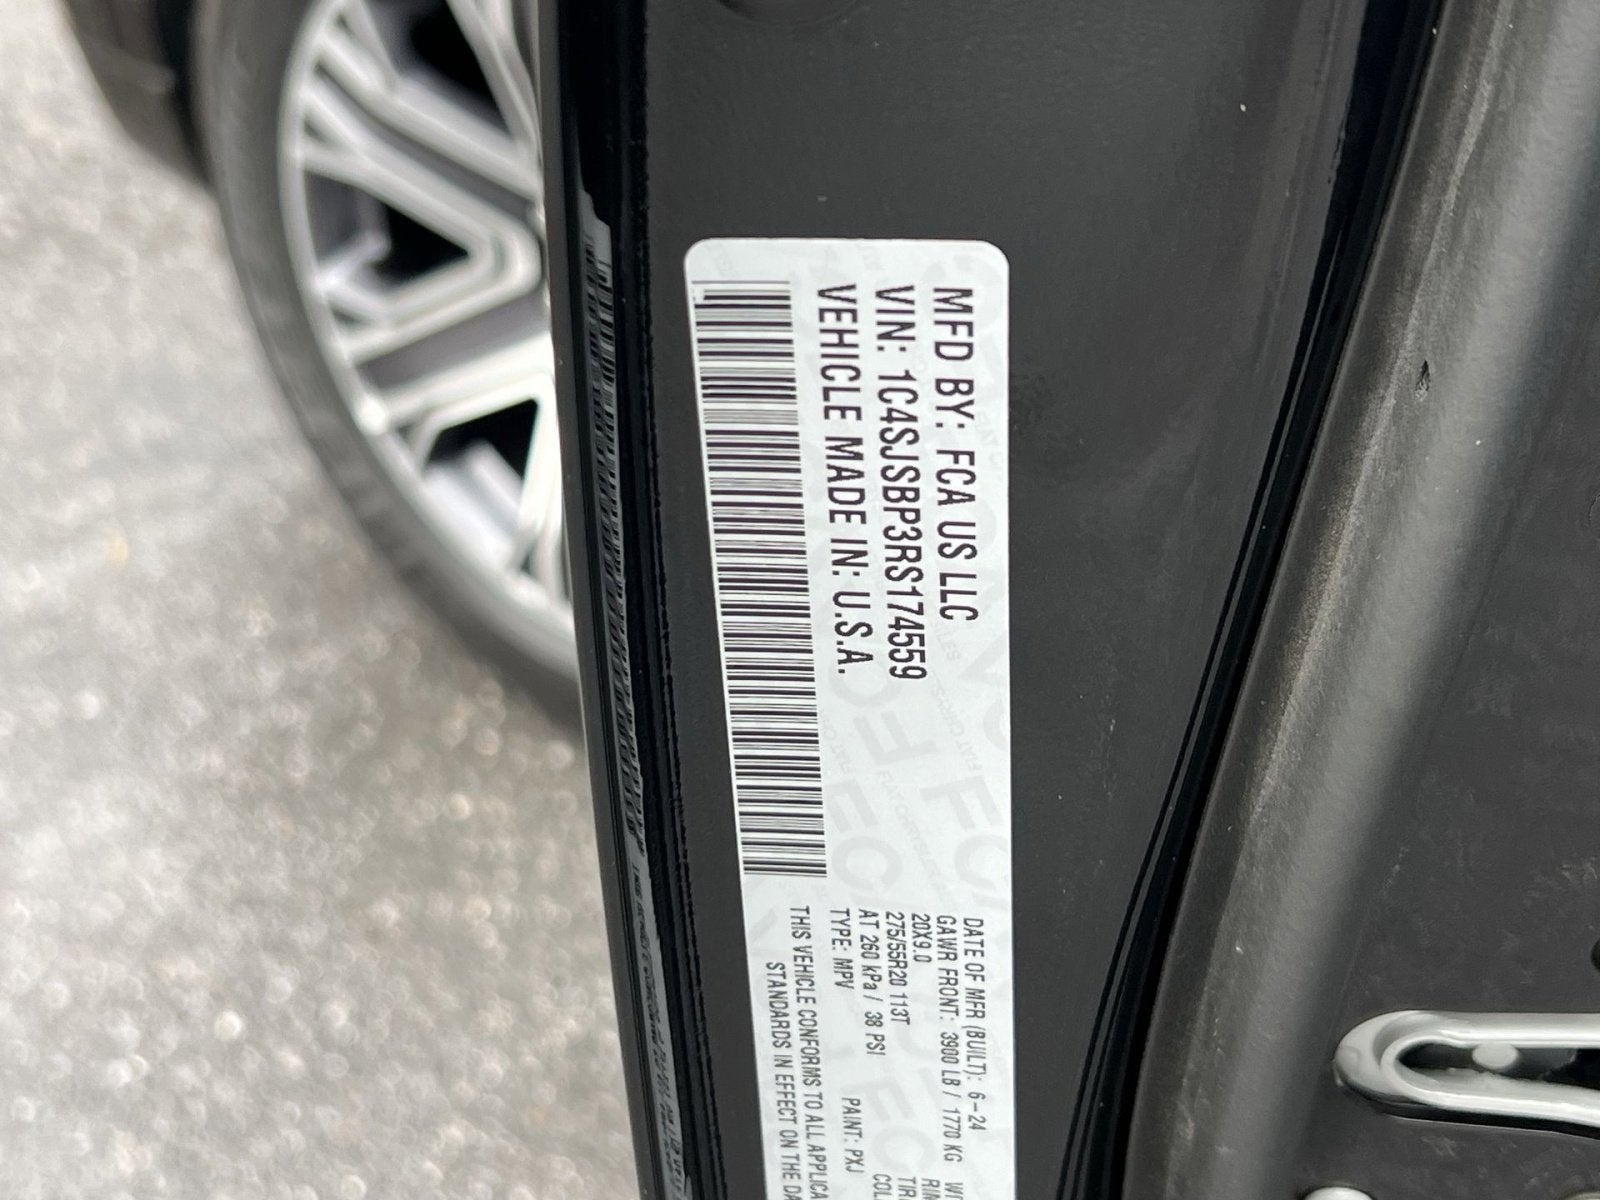 MFD BY: FCA US LLC
VIN: 1C4SJSBP3RS174559
VEHICLE MADE IN: U.S.A.
DATE OF MFR (BUILT): 6-24
GAWR FRONT: 3900 LB / 1770 KG
20X9.0
275/55R20 113T
AT 260 kPa / 38 PSI
TYPE: MPV PAINT: PXJ
THIS VEHICLE CONFORMS TO ALL
STANDARDS IN EFFECT ON THE